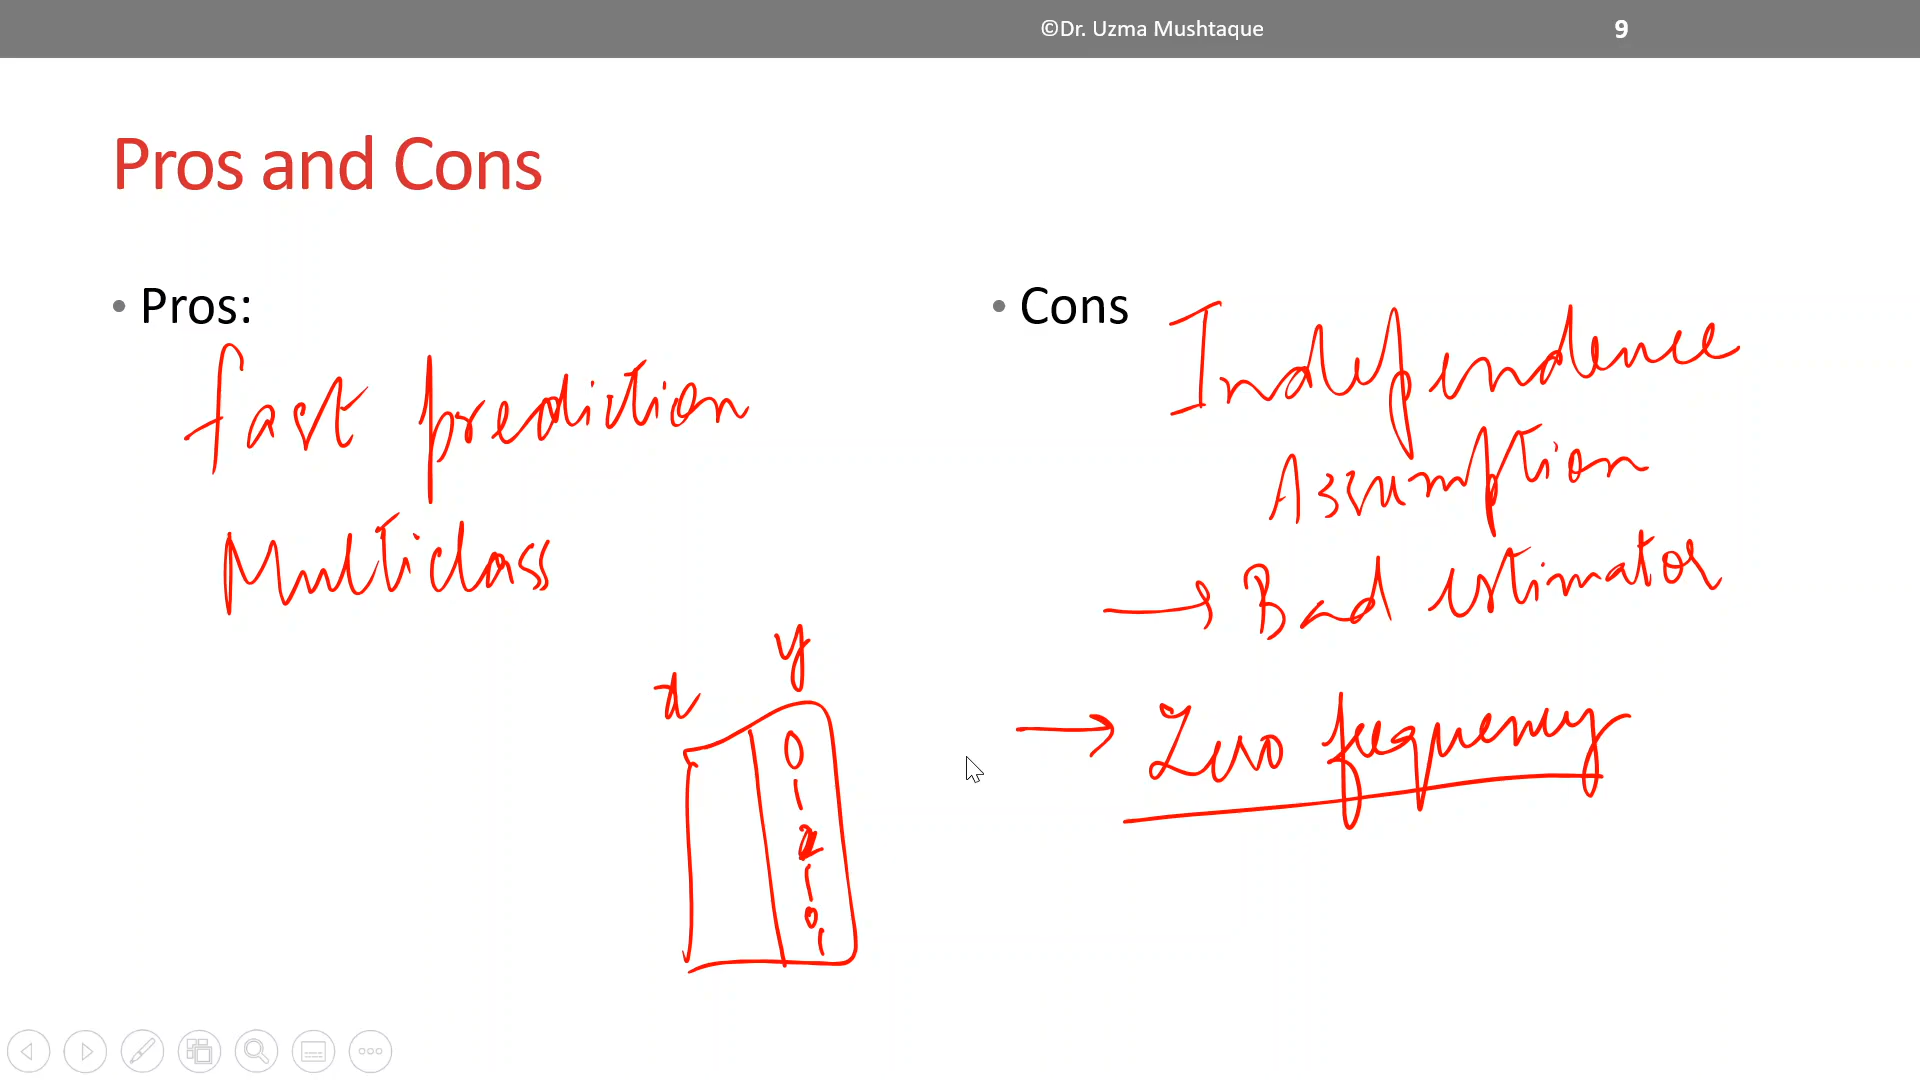 ©Dr. Uzma Mushtaque 9
Pros and Cons
• Pros:
fast prediction
Multiclass
x y
0
1
2
1
0
1
• Cons
Independence
Assumption
→ Bad estimator
→ Zero frequency